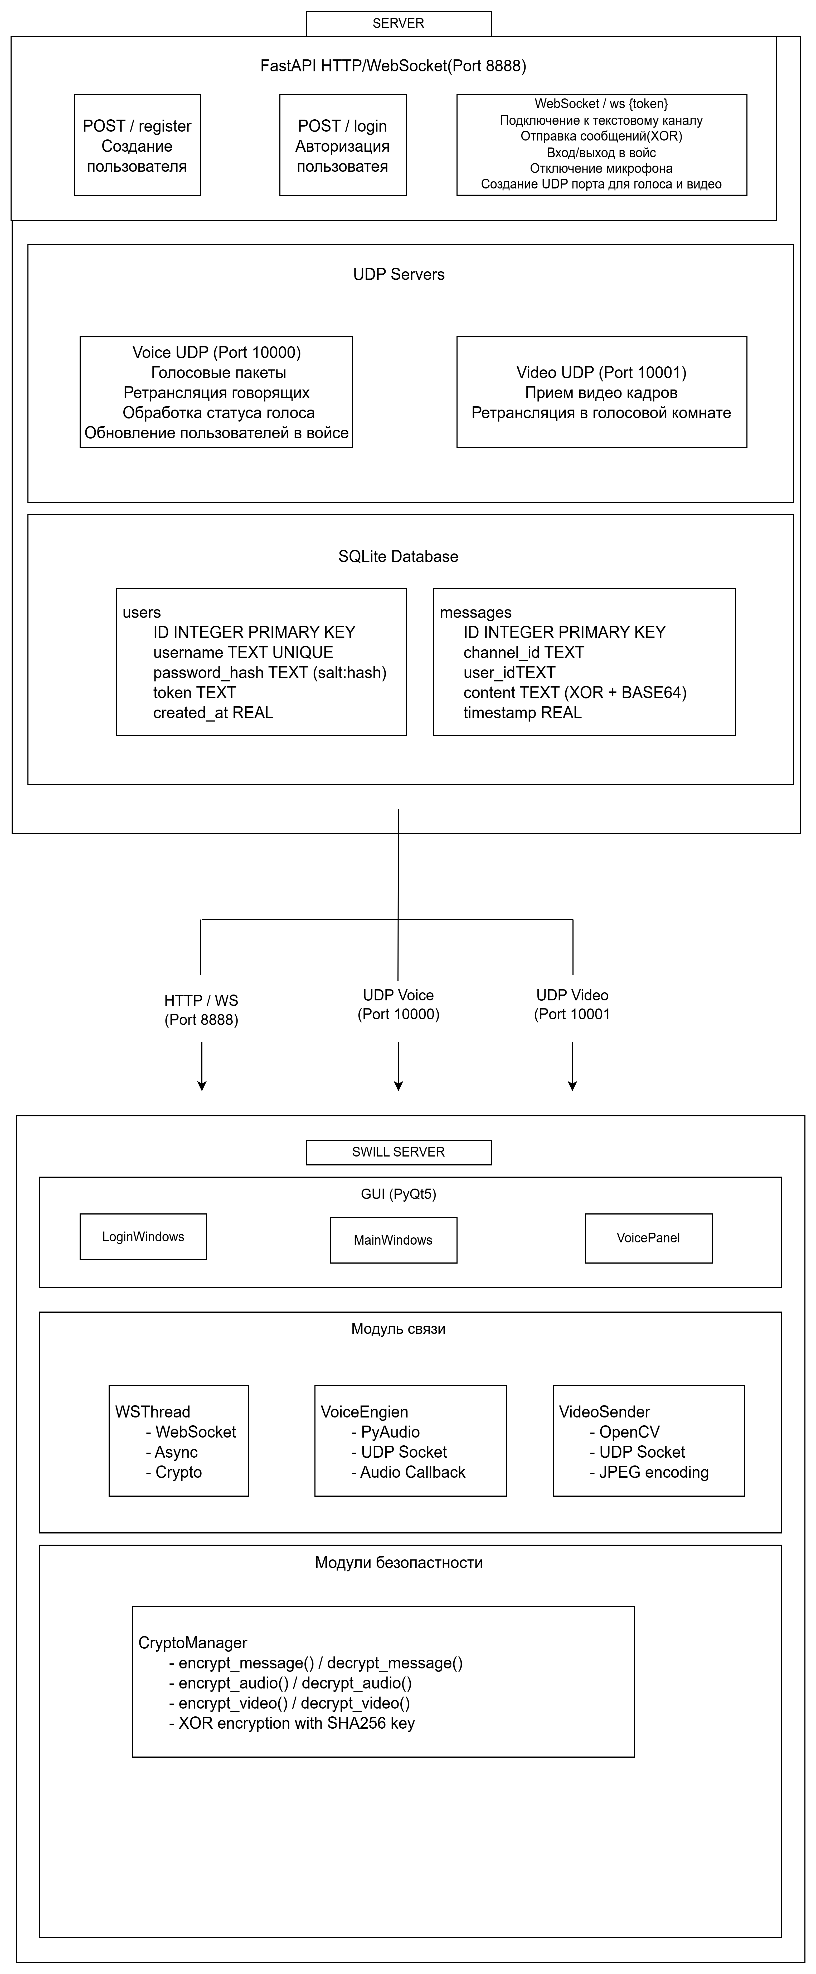 SERVER
FastAPI HTTP/WebSocket(Port 8888)
POST / register
Создание
пользователя
POST / login
Авторизация
пользоватея
WebSocket / ws {token}
Подключение к текстовому каналу
Отправка сообщений(XOR)
Вход/выход в войс
Отключение микрофона
Создание UDP порта для голоса и видео
UDP Servers
Voice UDP (Port 10000)
Голосовые пакеты
Ретрансляция говорящих
Обработка статуса голоса
Обновление пользователей в войсе
Video UDP (Port 10001)
Прием видео кадров
Ретрансляция в голосовой комнате
SQLite Database
users
ID INTEGER PRIMARY KEY
username TEXT UNIQUE
password_hash TEXT (salt:hash)
token TEXT
created_at REAL
messages
ID INTEGER PRIMARY KEY
channel_id TEXT
user_idTEXT
content TEXT (XOR + BASE64)
timestamp REAL
HTTP / WS
(Port 8888)
UDP Voice
(Port 10000)
UDP Video
(Port 10001
SWILL SERVER
GUI (PyQt5)
LoginWindows
MainWindows
VoicePanel
Модуль связи
WSThread
- WebSocket
- Async
- Crypto
VoiceEngien
- PyAudio
- UDP Socket
- Audio Callback
VideoSender
- OpenCV
- UDP Socket
- JPEG encoding
Модули безопастности
CryptoManager
- encrypt_message() / decrypt_message()
- encrypt_audio() / decrypt_audio()
- encrypt_video() / decrypt_video()
- XOR encryption with SHA256 key